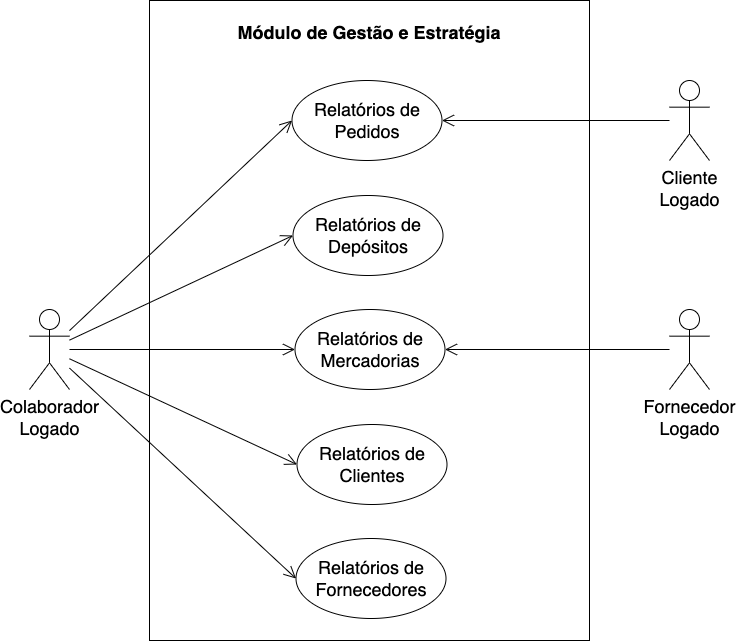 Módulo de Gestão e Estratégia
Relatórios de
Pedidos
Cliente
Logado
Relatórios de
Depósitos
Relatórios de
Mercadorias
Colaborador
Logado
Fornecedor
Logado
Relatórios de
Clientes
Relatórios de
Fornecedores